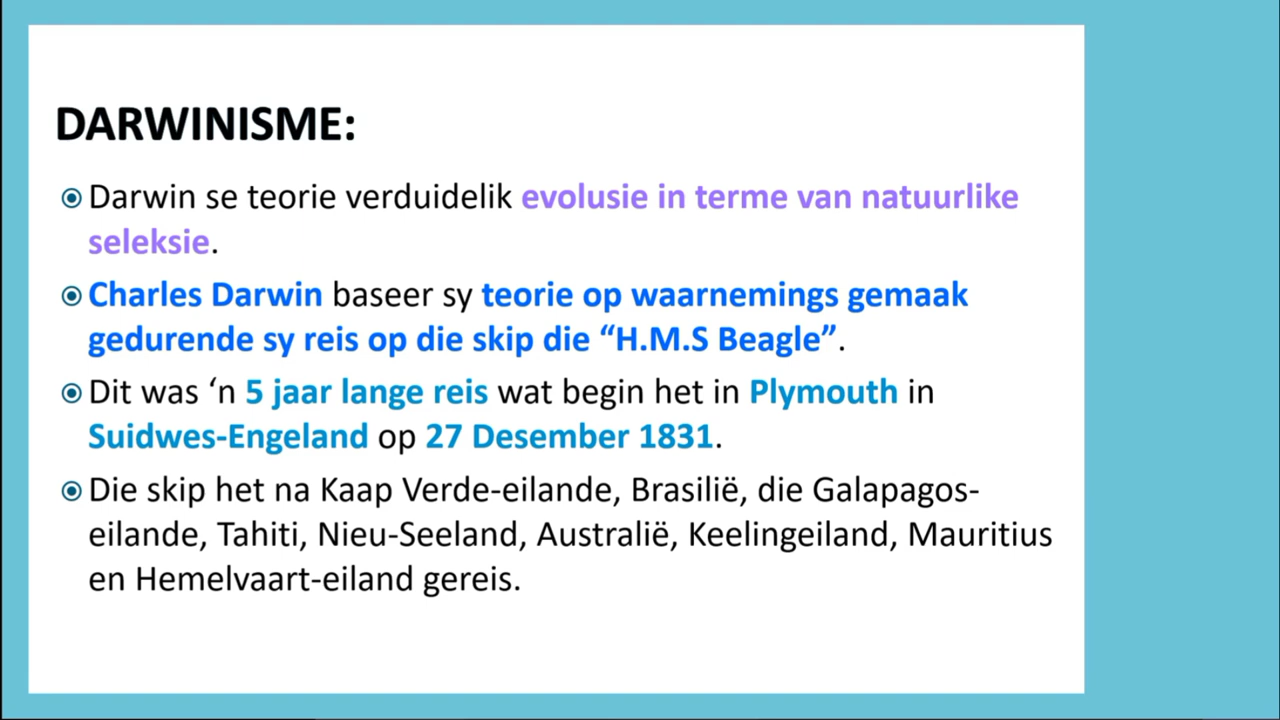 DARWINISME:
Darwin se teorie verduidelik evolusie in terme van natuurlike
seleksie.
Charles Darwin baseer sy teorie op waarnemings gemaak
gedurende sy reis op die skip die “H.M.S Beagle”.
Dit was ‘n 5 jaar lange reis wat begin het in Plymouth in
Suidwes-Engeland op 27 Desember 1831.
Die skip het na Kaap Verde-eilande, Brasilië, die Galapagos-
eilande, Tahiti, Nieu-Seeland, Australië, Keelingeiland, Mauritius
en Hemelvaart-eiland gereis.